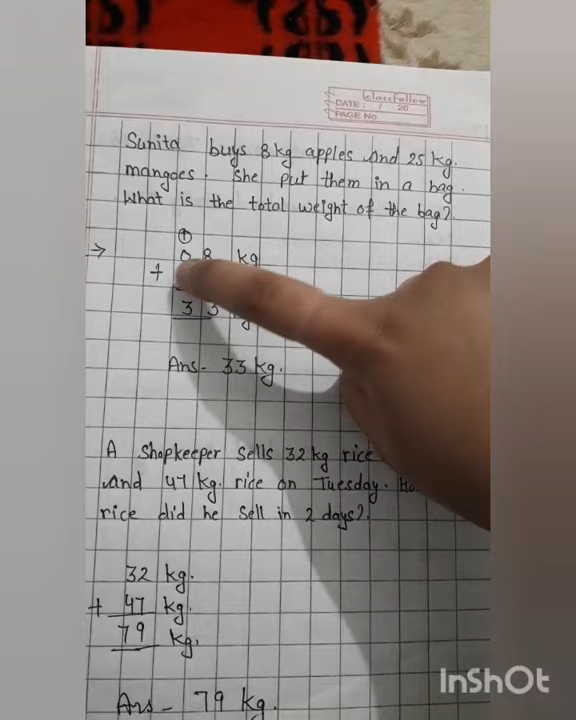 classfellow
DATE: / 20
PAGE No
Sunita buys 8 kg apples and 25 kg.
mangoes. She put them in a bag.
What is the total weight of the bag?
→ 0 8 kg
+
3 3
Ans- 33 kg.
A shopkeeper sells 32 kg rice
and 47 kg. rice on Tuesday.
rice did he sell in 2 days?
32 kg.
+ 47 kg.
79 kg.
Ans - 79 kg.
InShOt